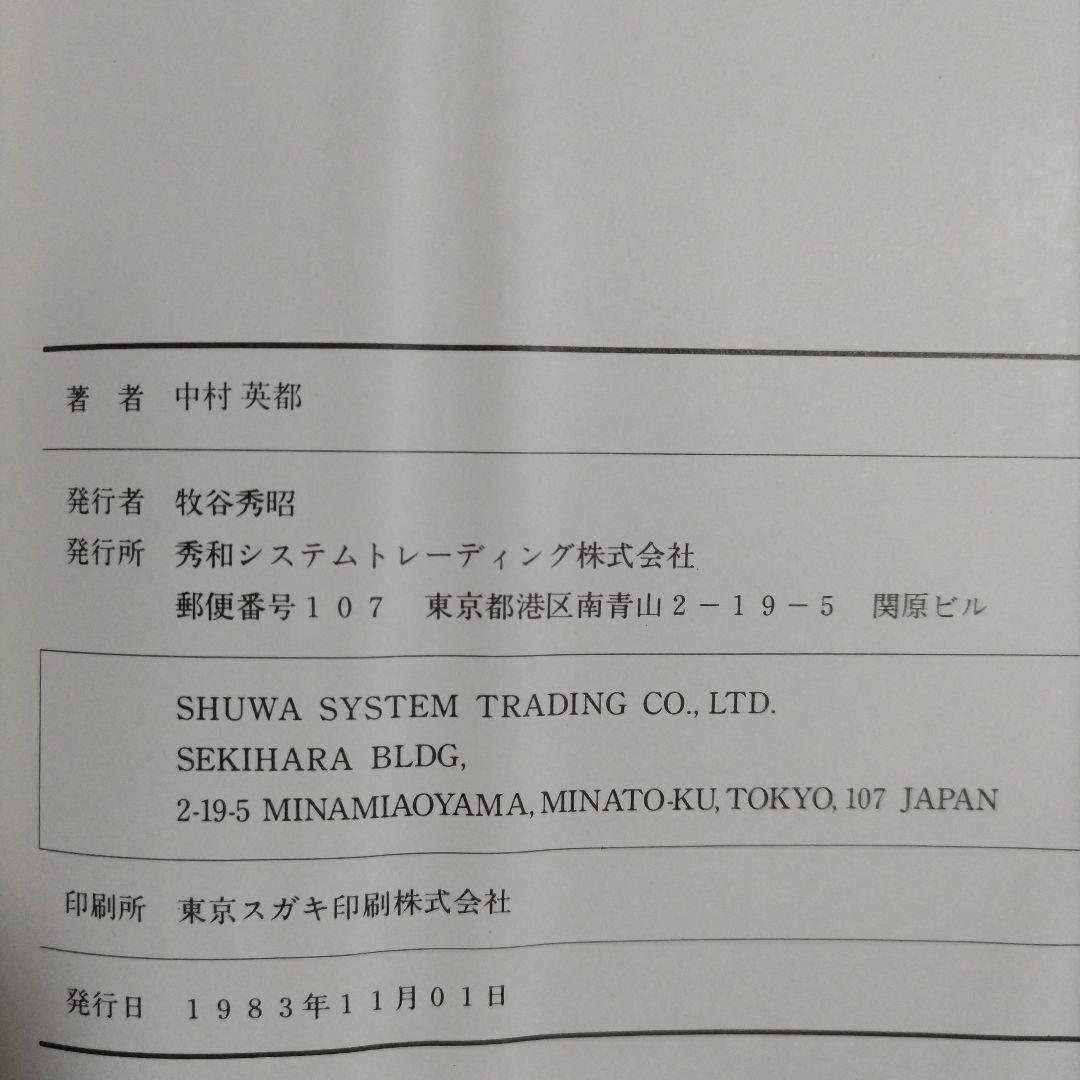 著　者　中村 英都
発行者　牧谷秀昭
発行所　秀和システムトレーディング株式会社
郵便番号１０７　東京都港区南青山２－１９－５　関原ビル
SHUWA SYSTEM TRADING CO., LTD.
SEKIHARA BLDG,
2-19-5 MINAMIAOYAMA, MINATO-KU, TOKYO, 107 JAPAN
印刷所　東京スガキ印刷株式会社
発行日　１９８３年１１月０１日